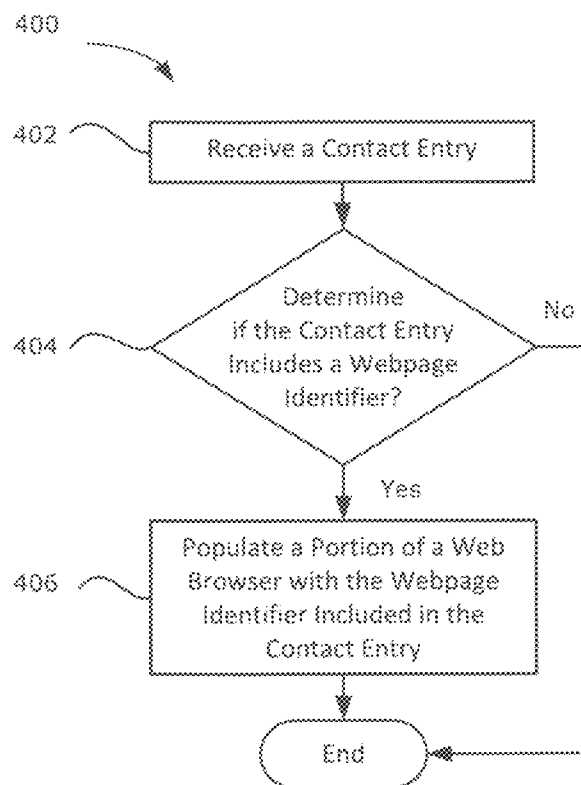 400
402
Receive a Contact Entry
Determine
if the Contact Entry
Includes a Webpage
Identifier?
No
404
Yes
Populate a Portion of a Web
Browser with the Webpage
Identifier Included in the
Contact Entry
406
End